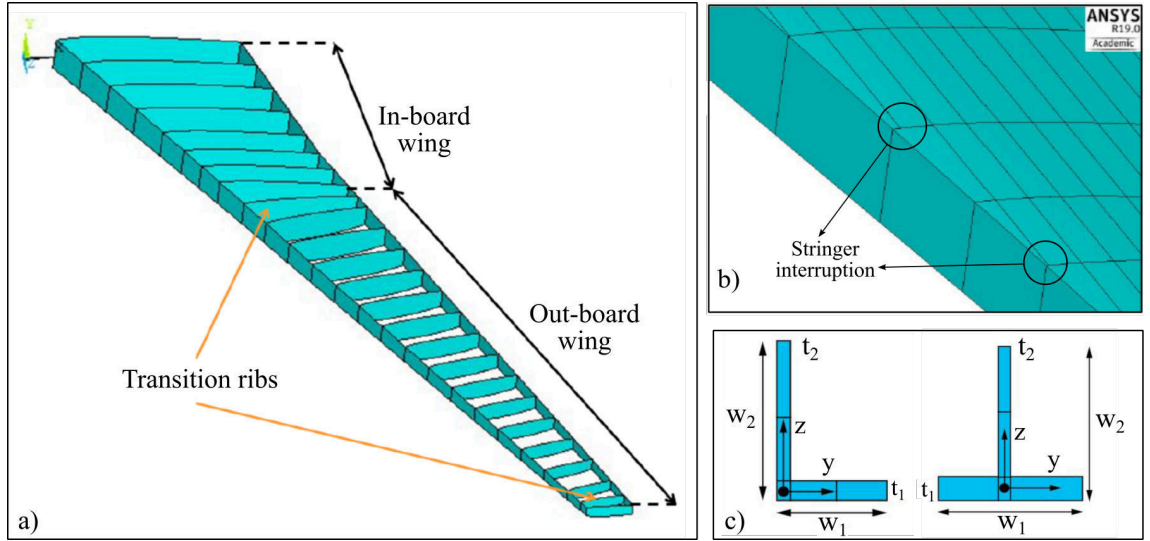 a)
In-board
wing
Out-board
wing
Transition ribs
ANSYS
R19.0
Academic
Stringer
interruption
b)
t₂
w₂
z
y
t₁
w₁
t₂
w₂
z
y
t₁
w₁
c)